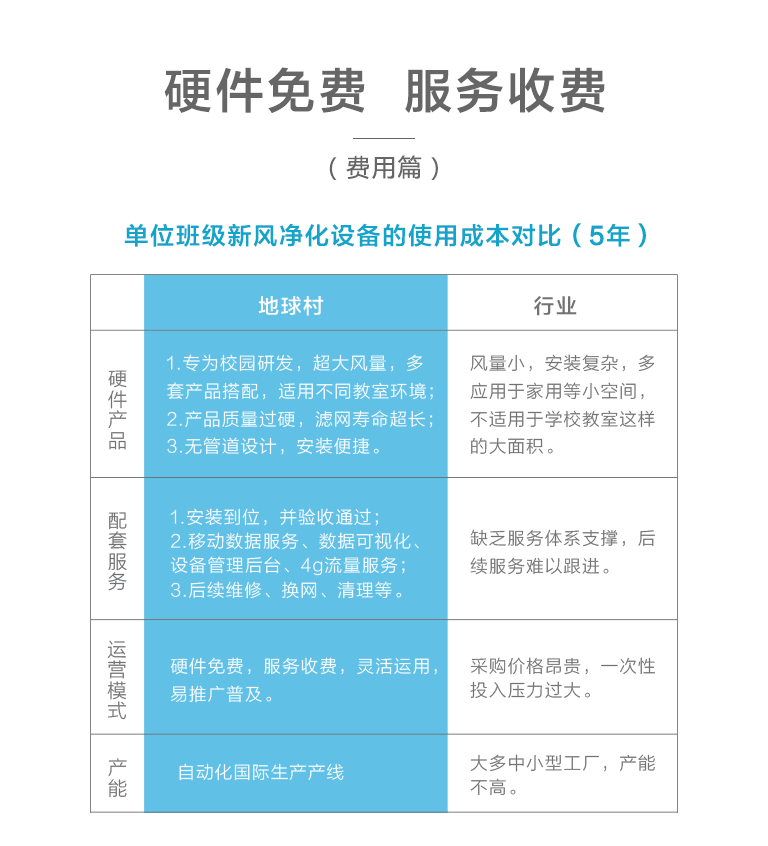 硬件免费 服务收费
（费用篇）
单位班级新风净化设备的使用成本对比（5年）
地球村
行业
硬件产品
1.专为校园研发，超大风量，多
套产品搭配，适用不同教室环境；
2.产品质量过硬，滤网寿命超长；
3.无管道设计，安装便捷。
风量小，安装复杂，多
应用于家用等小空间，
不适用于学校教室这样
的大面积。
配套服务
1.安装到位，并验收通过；
2.移动数据服务、数据可视化、
设备管理后台、4g流量服务；
3.后续维修、换网、清理等。
缺乏服务体系支撑，后
续服务难以跟进。
运营模式
硬件免费，服务收费，灵活运用，
易推广普及。
采购价格昂贵，一次性
投入压力过大。
产能
自动化国际生产产线
大多中小型工厂，产能
不高。